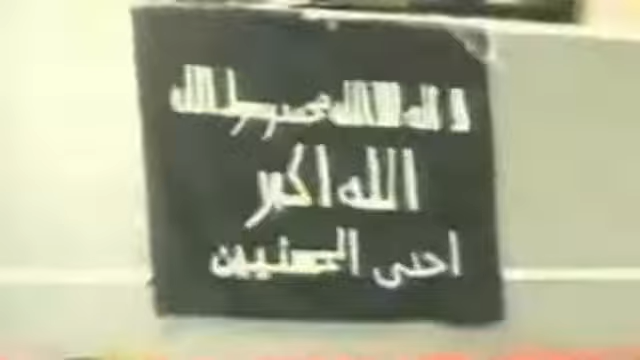 لا اله الا الله محمد رسول الله
الله اكبر
احدى الحسنيين